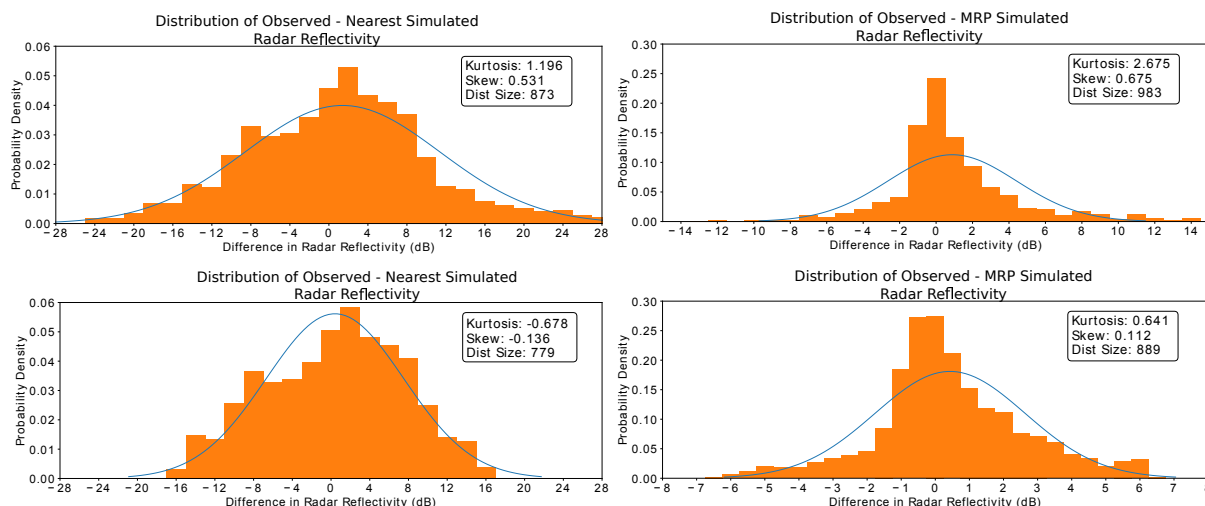 Distribution of Observed - Nearest Simulated
Radar Reflectivity
Probability Density
0.06
0.05
0.04
0.03
0.02
0.01
0.00
Kurtosis: 1.196
Skew: 0.531
Dist Size: 873
−28 −24 −20 −16 −12 −8 −4 0 4 8 12 16 20 24 28
Difference in Radar Reflectivity (dB)
Distribution of Observed - MRP Simulated
Radar Reflectivity
Probability Density
0.30
0.25
0.20
0.15
0.10
0.05
0.00
Kurtosis: 2.675
Skew: 0.675
Dist Size: 983
−14 −12 −10 −8 −6 −4 −2 0 2 4 6 8 10 12 14
Difference in Radar Reflectivity (dB)
Distribution of Observed - Nearest Simulated
Radar Reflectivity
Probability Density
0.06
0.05
0.04
0.03
0.02
0.01
0.00
Kurtosis: -0.678
Skew: -0.136
Dist Size: 779
−28 −24 −20 −16 −12 −8 −4 0 4 8 12 16 20 24 28
Difference in Radar Reflectivity (dB)
Distribution of Observed - MRP Simulated
Radar Reflectivity
Probability Density
0.30
0.25
0.20
0.15
0.10
0.05
0.00
Kurtosis: 0.641
Skew: 0.112
Dist Size: 889
−8 −7 −6 −5 −4 −3 −2 −1 0 1 2 3 4 5 6 7 8
Difference in Radar Reflectivity (dB)